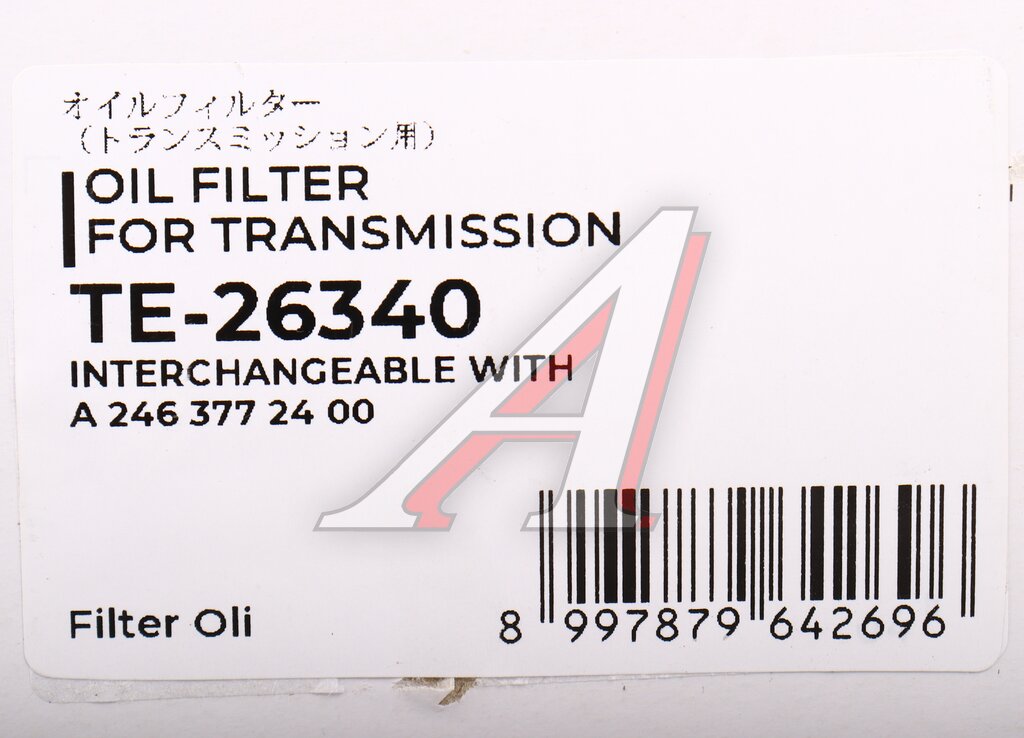 オイルフィルター
(トランスミッション用)
OIL FILTER
FOR TRANSMISSION
TE-26340
INTERCHANGEABLE WITH
A 246 377 24 00
Filter Oli
8 997879 642696
A